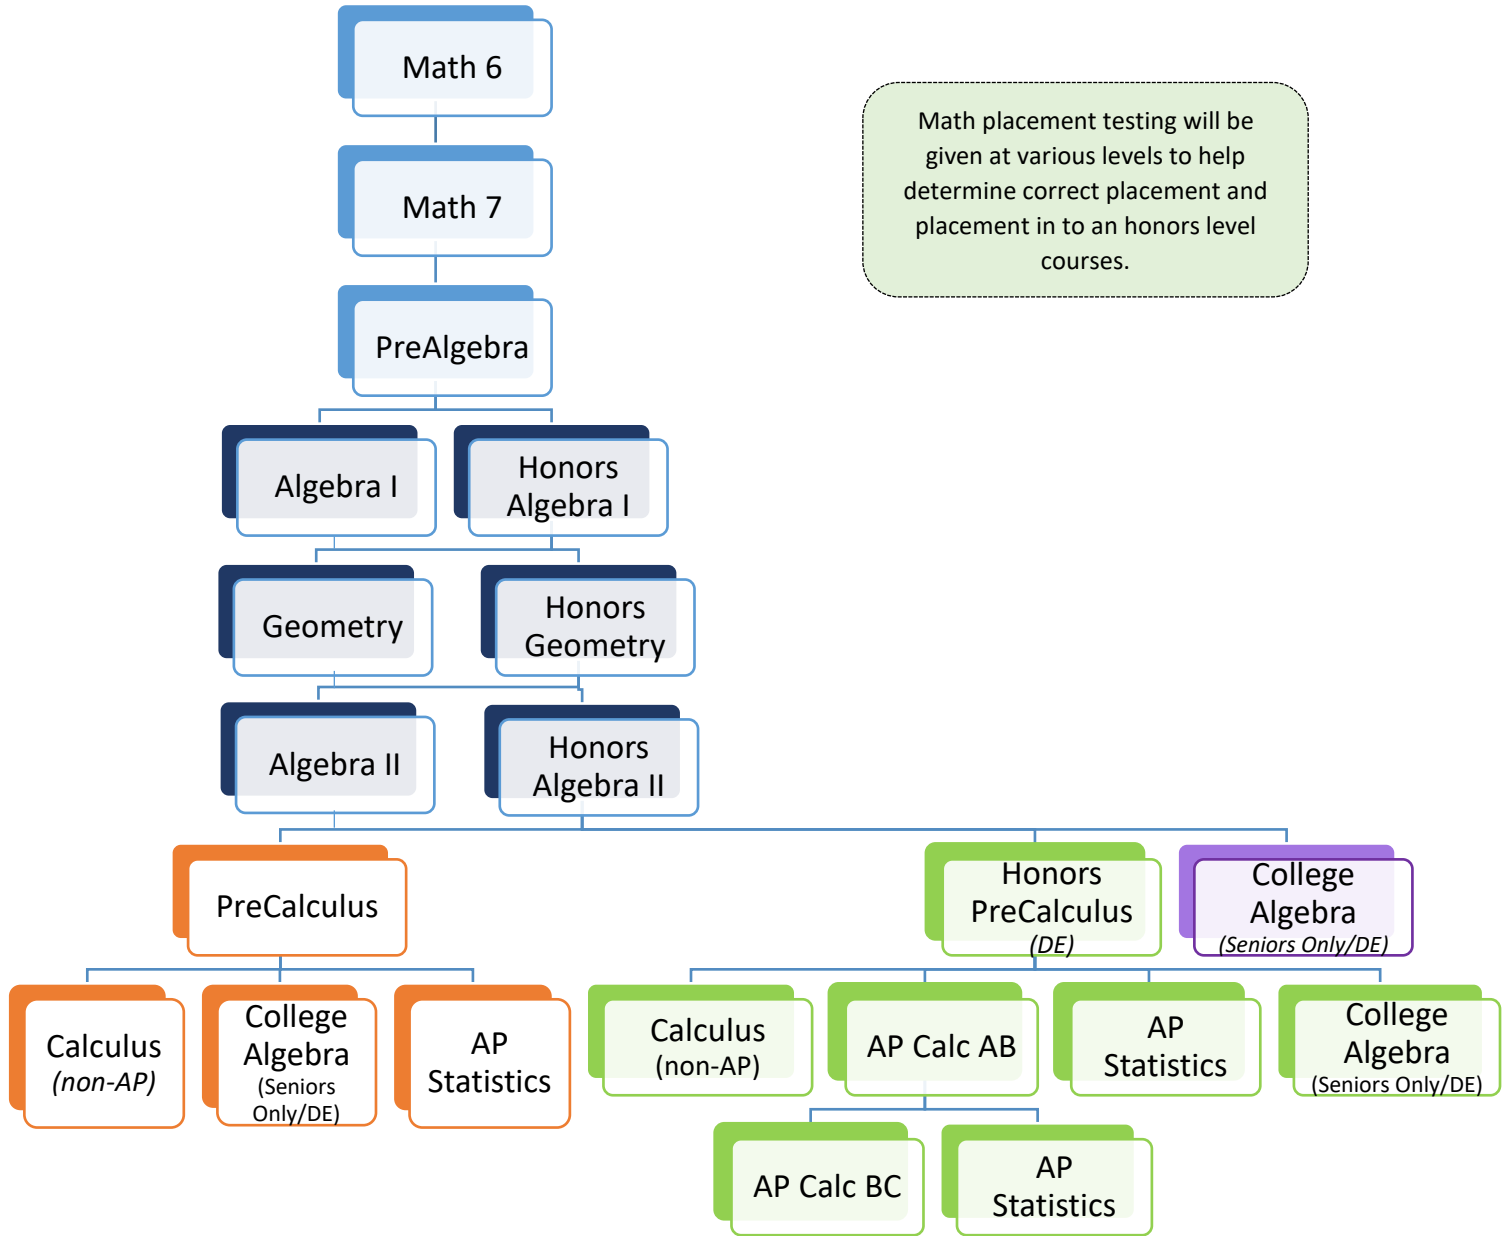 Math 6
Math placement testing will be
given at various levels to help
determine correct placement and
placement in to an honors level
courses.
Math 7
PreAlgebra
Algebra I
Honors
Algebra I
Geometry
Honors
Geometry
Algebra II
Honors
Algebra II
PreCalculus
Honors
PreCalculus
(DE)
College
Algebra
(Seniors Only/DE)
Calculus
(non-AP)
College
Algebra
(Seniors
Only/DE)
AP
Statistics
Calculus
(non-AP)
AP Calc AB
AP
Statistics
College
Algebra
(Seniors Only/DE)
AP Calc BC
AP
Statistics